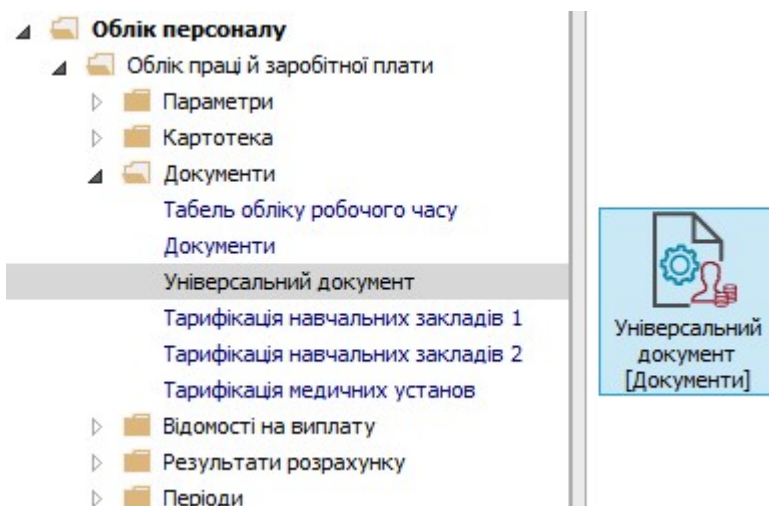 Облік персоналу
Облік праці й заробітної плати
Параметри
Картотека
Документи
Табель обліку робочого часу
Документи
Універсальний документ
Тарифікація навчальних закладів 1
Тарифікація навчальних закладів 2
Тарифікація медичних установ
Відомості на виплату
Результати розрахунку
Періоди
Універсальний
документ
[Документи]